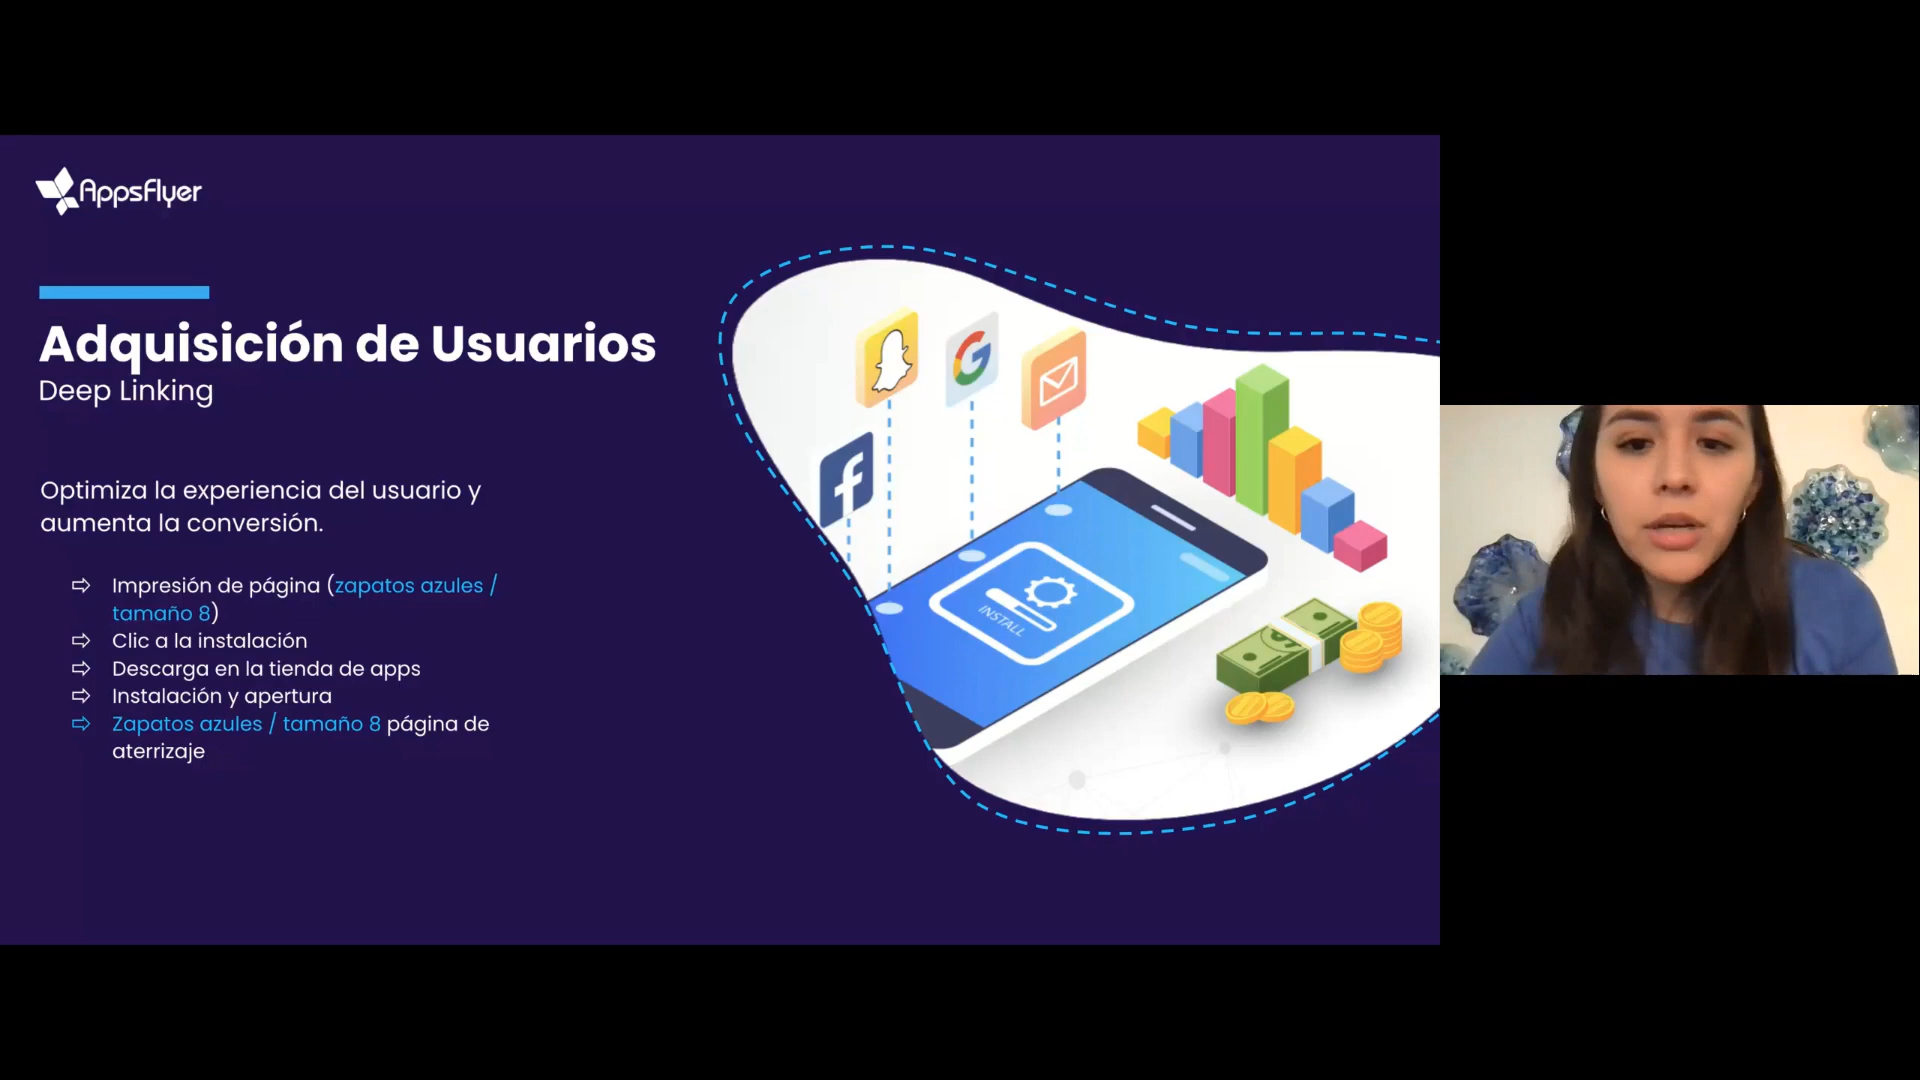 AppsFlyer
Adquisición de Usuarios
Deep Linking
Optimiza la experiencia del usuario y
aumenta la conversión.
⇨ Impresión de página (zapatos azules /
tamaño 8)
⇨ Clic a la instalación
⇨ Descarga en la tienda de apps
⇨ Instalación y apertura
⇨ Zapatos azules / tamaño 8 página de
aterrizaje
INSTALL